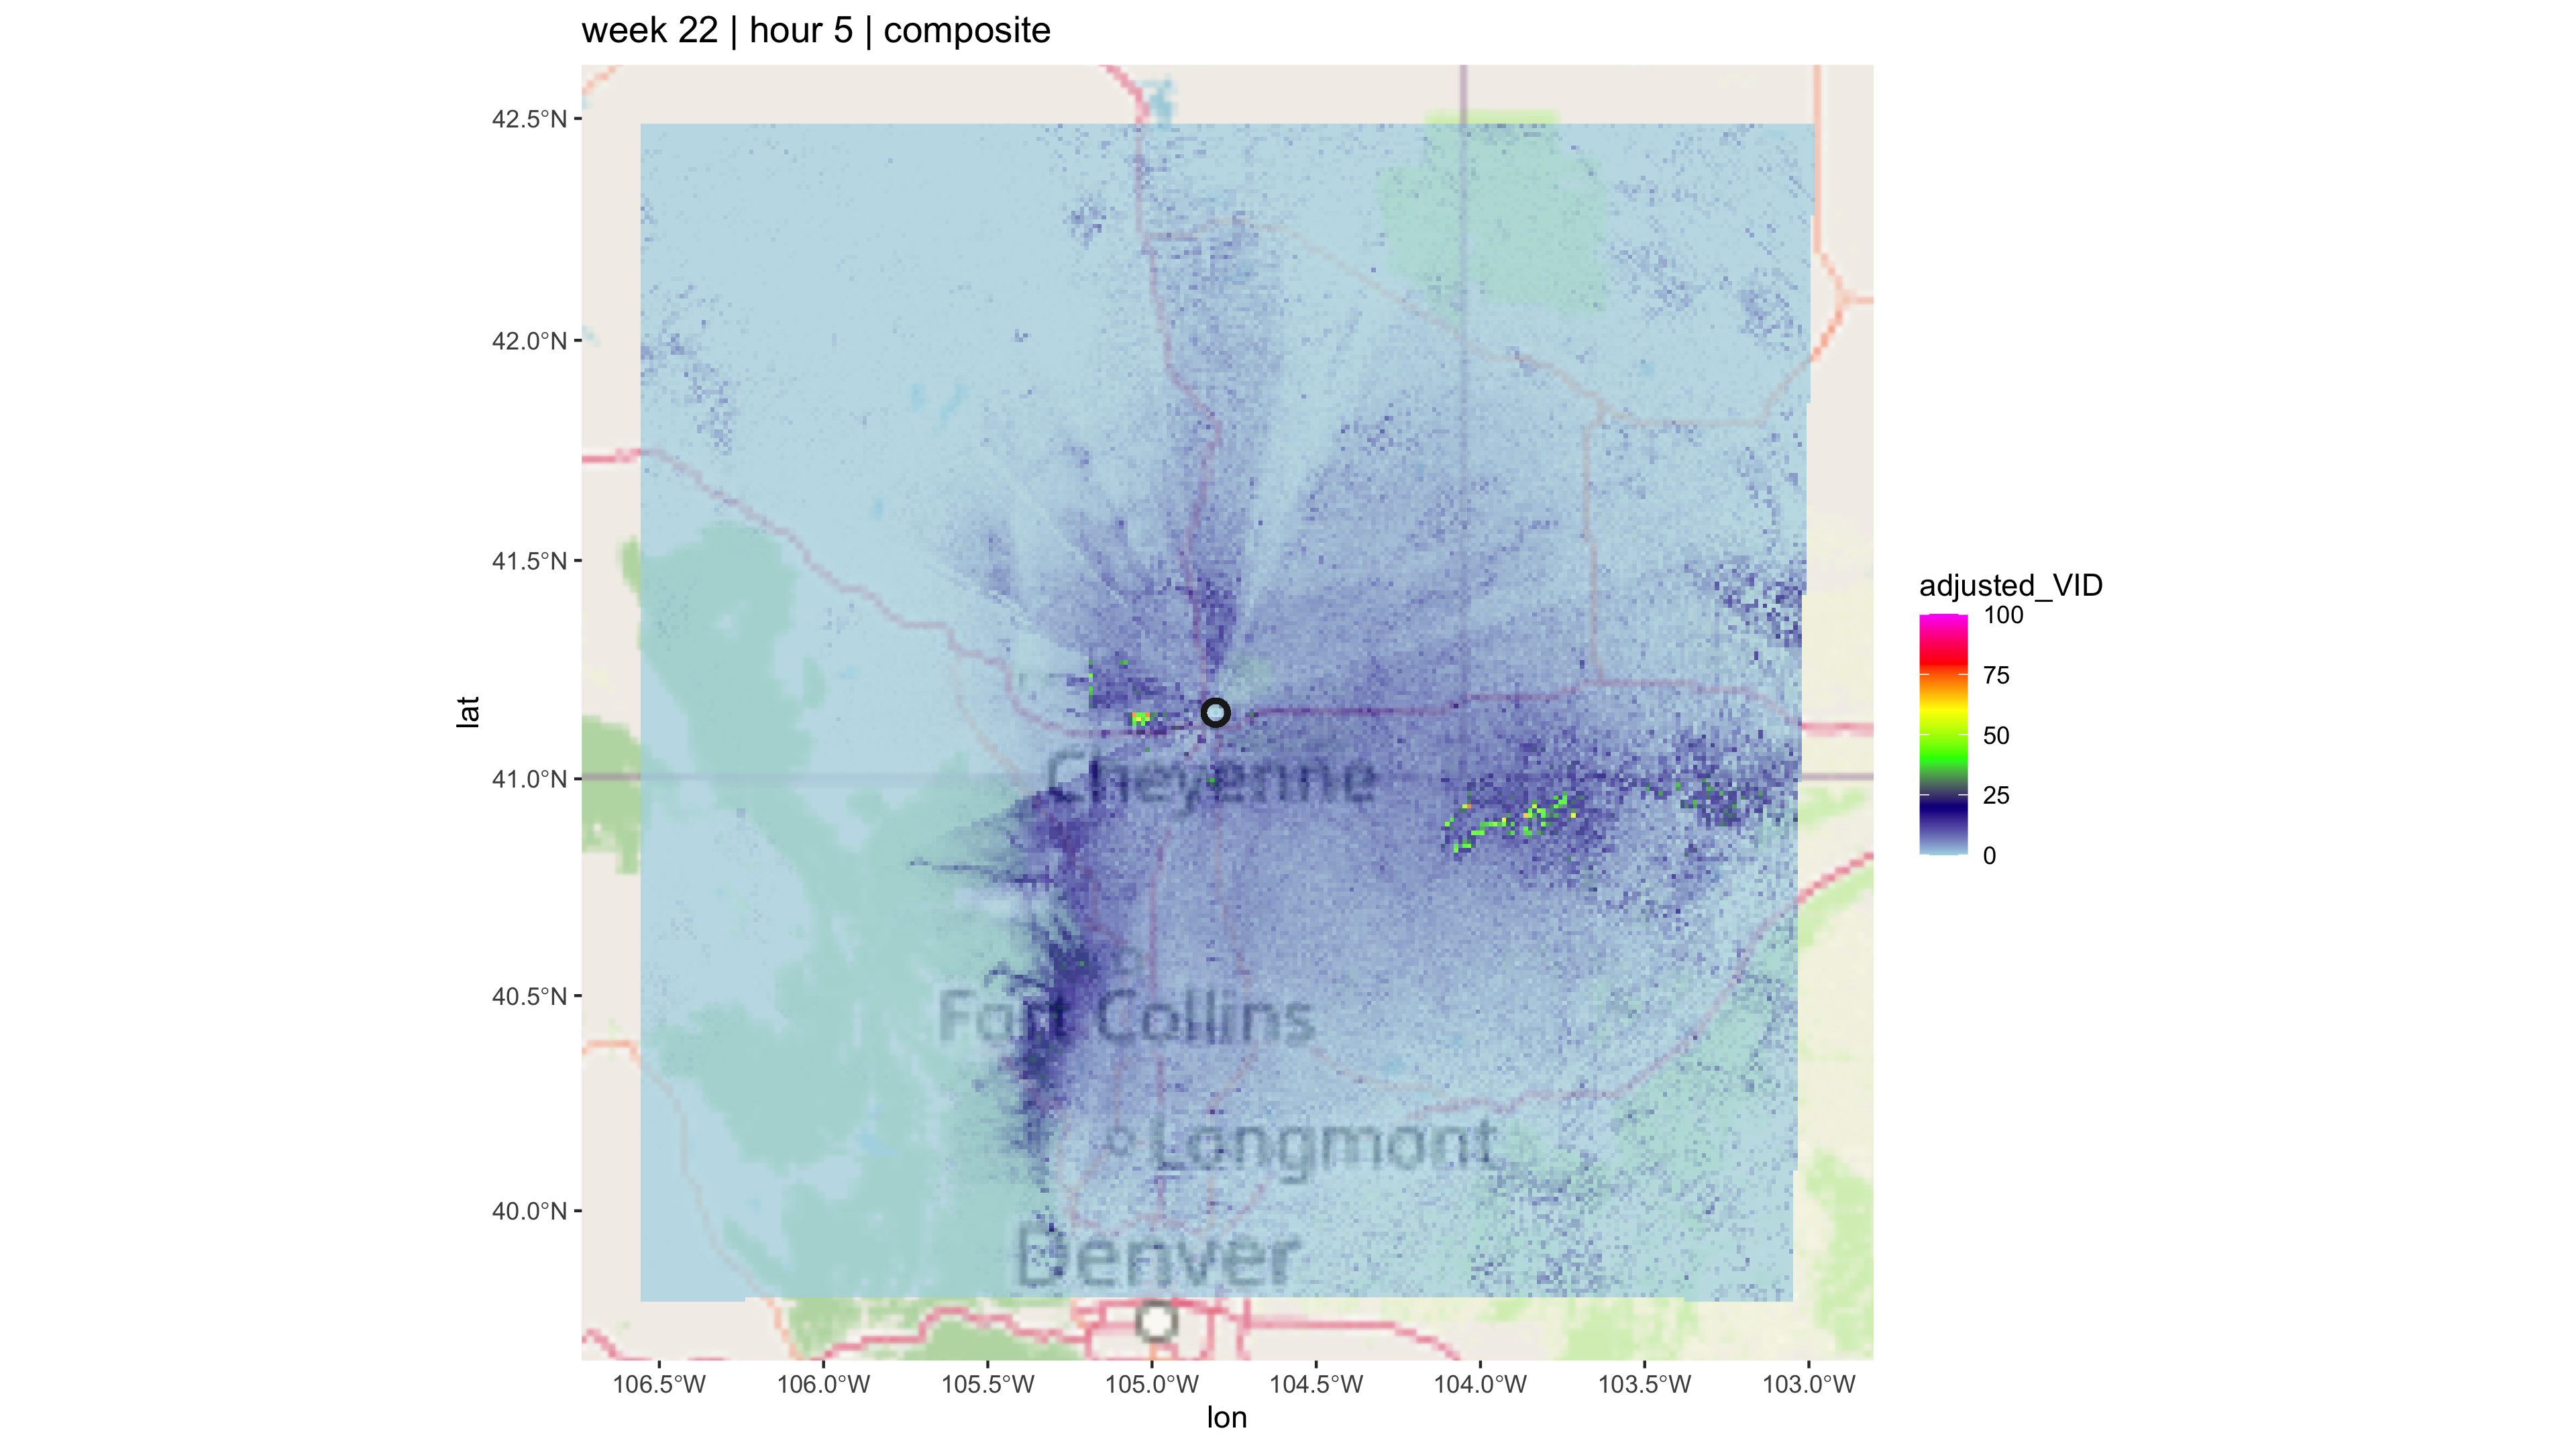 week 22 | hour 5 | composite
42.5°N
42.0°N
41.5°N
41.0°N
40.5°N
40.0°N
lat
Cheyenne
Fort Collins
Longmont
Denver
106.5°W
106.0°W
105.5°W
105.0°W
104.5°W
104.0°W
103.5°W
103.0°W
lon
adjusted_VID
100
75
50
25
0